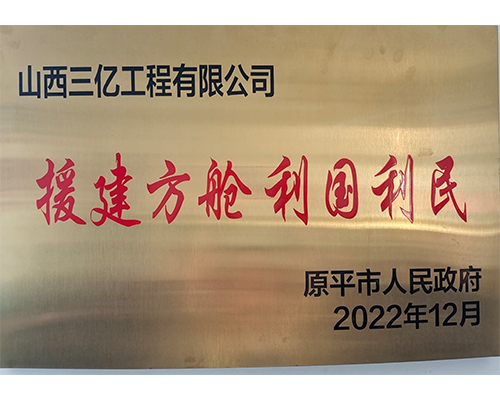 山西三亿工程有限公司
援建方舱 利国利民
原平市人民政府
2022年12月